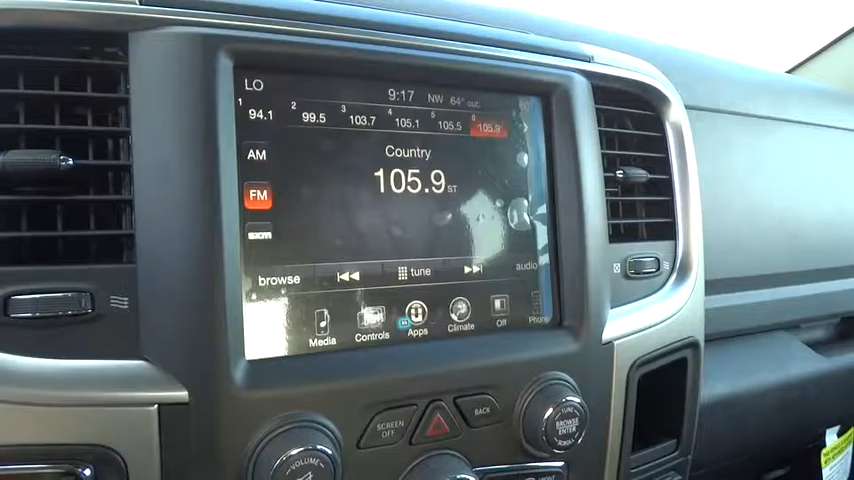 LO 9:17 NW 64° out.
1 94.1 2 99.5 3 103.7 4 105.1 5 105.5 6 105.9
AM
Country
FM
105.9 ST
SXM
browse tune audio
Media Controls Apps Climate Off Phone
SCREEN OFF
BACK
TUNE
BROWSE
ENTER
SCROLL
VOLUME